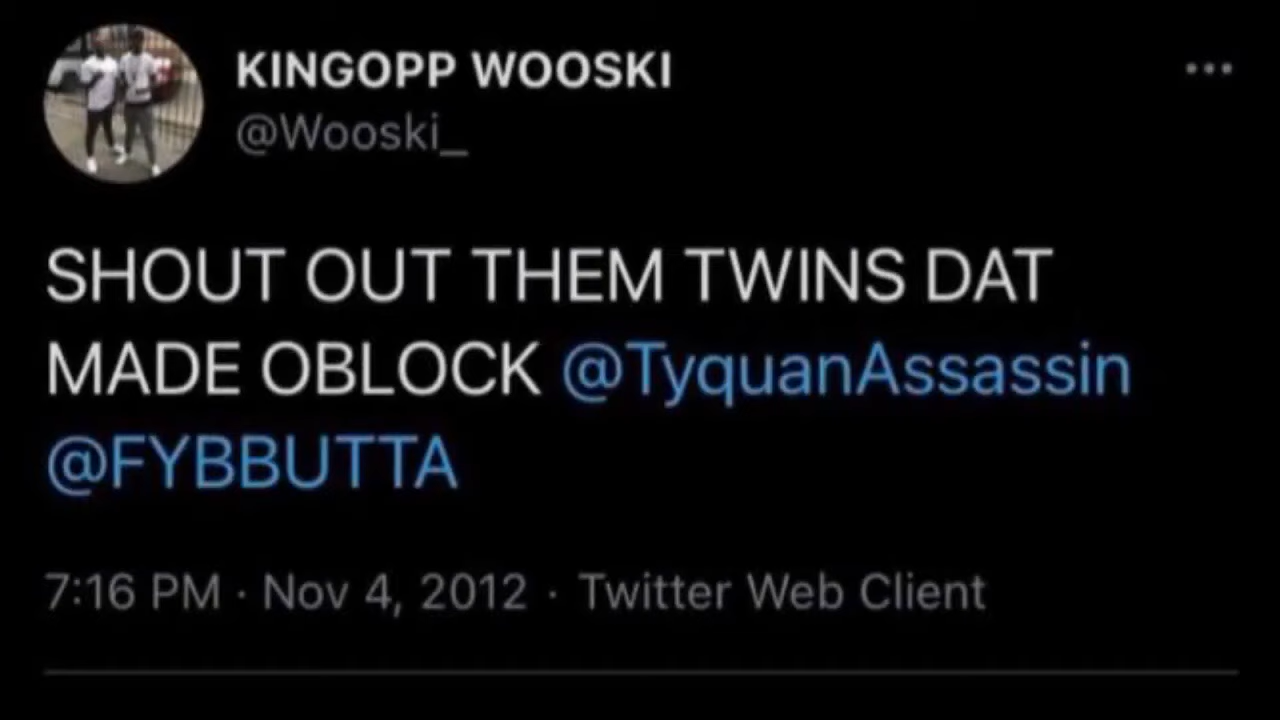 KINGOPP WOOSKI
@Wooski_
SHOUT OUT THEM TWINS DAT
MADE OBLOCK @TyquanAssassin
@FYBBUTTA
7:16 PM · Nov 4, 2012 · Twitter Web Client